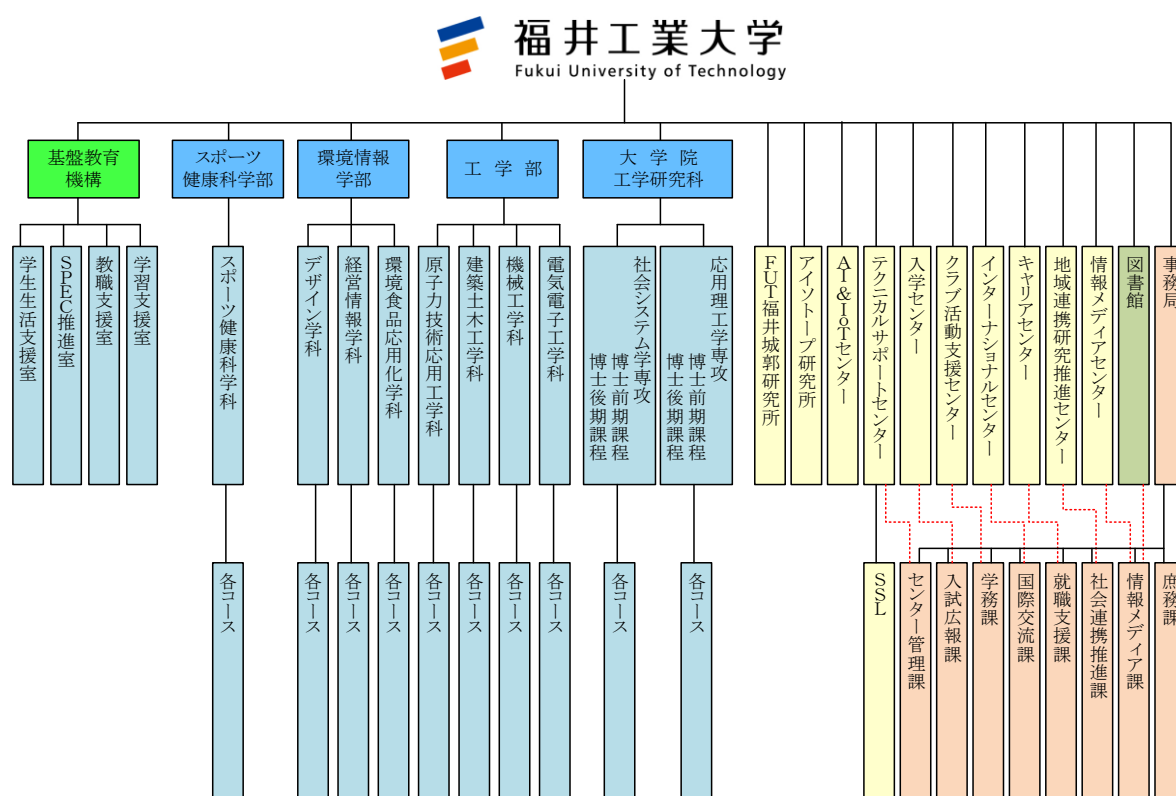 福井工業大学
Fukui University of Technology
基盤教育
機構
スポーツ
健康科学部
環境情報
学部
工学部
大学院
工学研究科
学生生活支援室
SPEC推進室
教職支援室
学習支援室
スポーツ健康科学科
デザイン学科
経営情報学科
環境食品応用化学科
原子力技術応用工学科
建築土木工学科
機械工学科
電気電子工学科
社会システム学専攻
博士前期課程
博士後期課程
応用理工学専攻
博士前期課程
博士後期課程
FUT福井城郭研究所
アイソトープ研究所
AI&IoTセンター
テクニカルサポートセンター
入学センター
クラブ活動支援センター
インターナショナルセンター
キャリアセンター
地域連携研究推進センター
情報メディアセンター
図書館
事務局
各コース
各コース
各コース
各コース
各コース
各コース
各コース
各コース
各コース
各コース
SSL
センター管理課
入試広報課
学務課
国際交流課
就職支援課
社会連携推進課
情報メディア課
庶務課